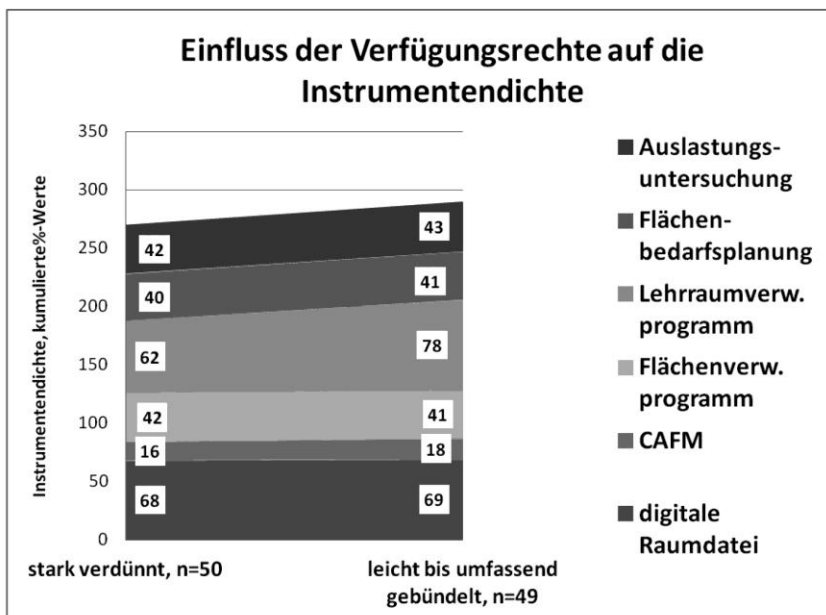 Einfluss der Verfügungsrechte auf die
Instrumentendichte
Instrumentendichte, kumulierte%-Werte
350
300
250
200
150
100
50
0
42
40
62
42
16
68
43
41
78
41
18
69
stark verdünnt, n=50
leicht bis umfassend
gebündelt, n=49
Auslastungs-
untersuchung
Flächen-
bedarfsplanung
Lehrraumverw.
programm
Flächenverw.
programm
CAFM
digitale
Raumdatei